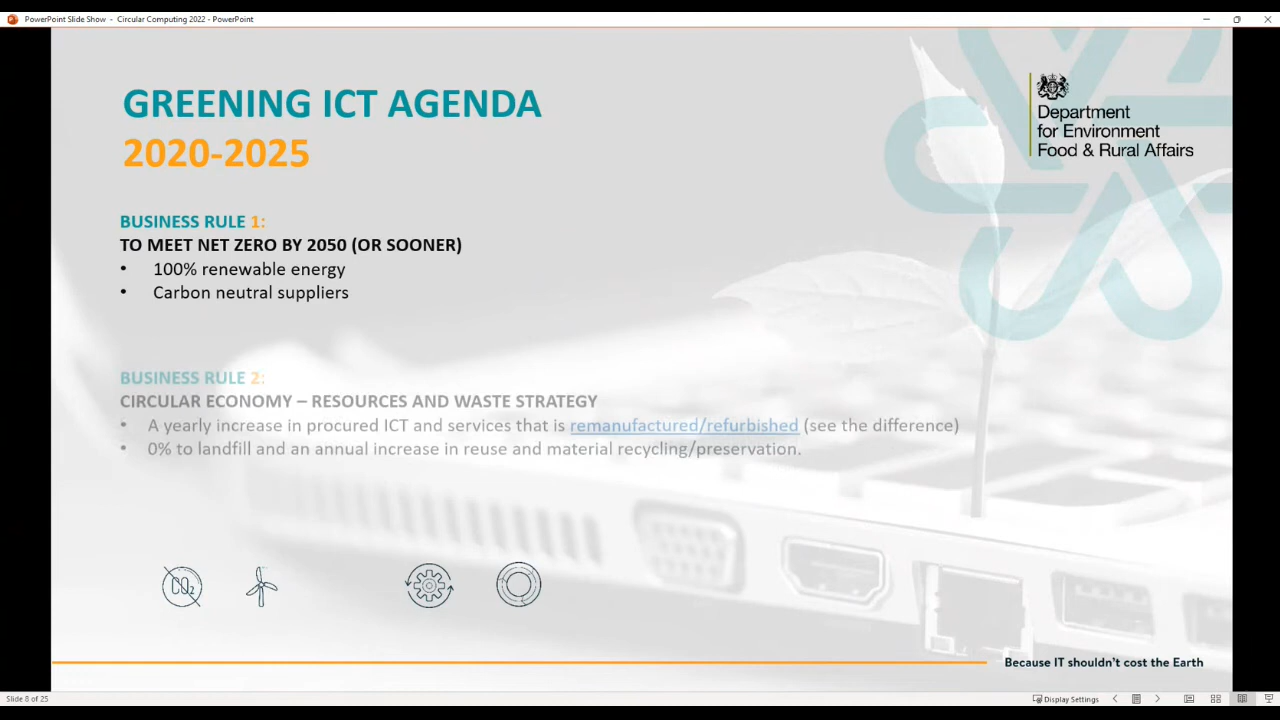 PowerPoint Slide Show - Circular Computing 2022 - PowerPoint
GREENING ICT AGENDA
2020-2025
Department
for Environment
Food & Rural Affairs
BUSINESS RULE 1:
TO MEET NET ZERO BY 2050 (OR SOONER)
• 100% renewable energy
• Carbon neutral suppliers
BUSINESS RULE 2:
CIRCULAR ECONOMY – RESOURCES AND WASTE STRATEGY
• A yearly increase in procured ICT and services that is remanufactured/refurbished (see the difference)
• 0% to landfill and an annual increase in reuse and material recycling/preservation.
CO2
Because IT shouldn't cost the Earth
Slide 8 of 25
Display Settings